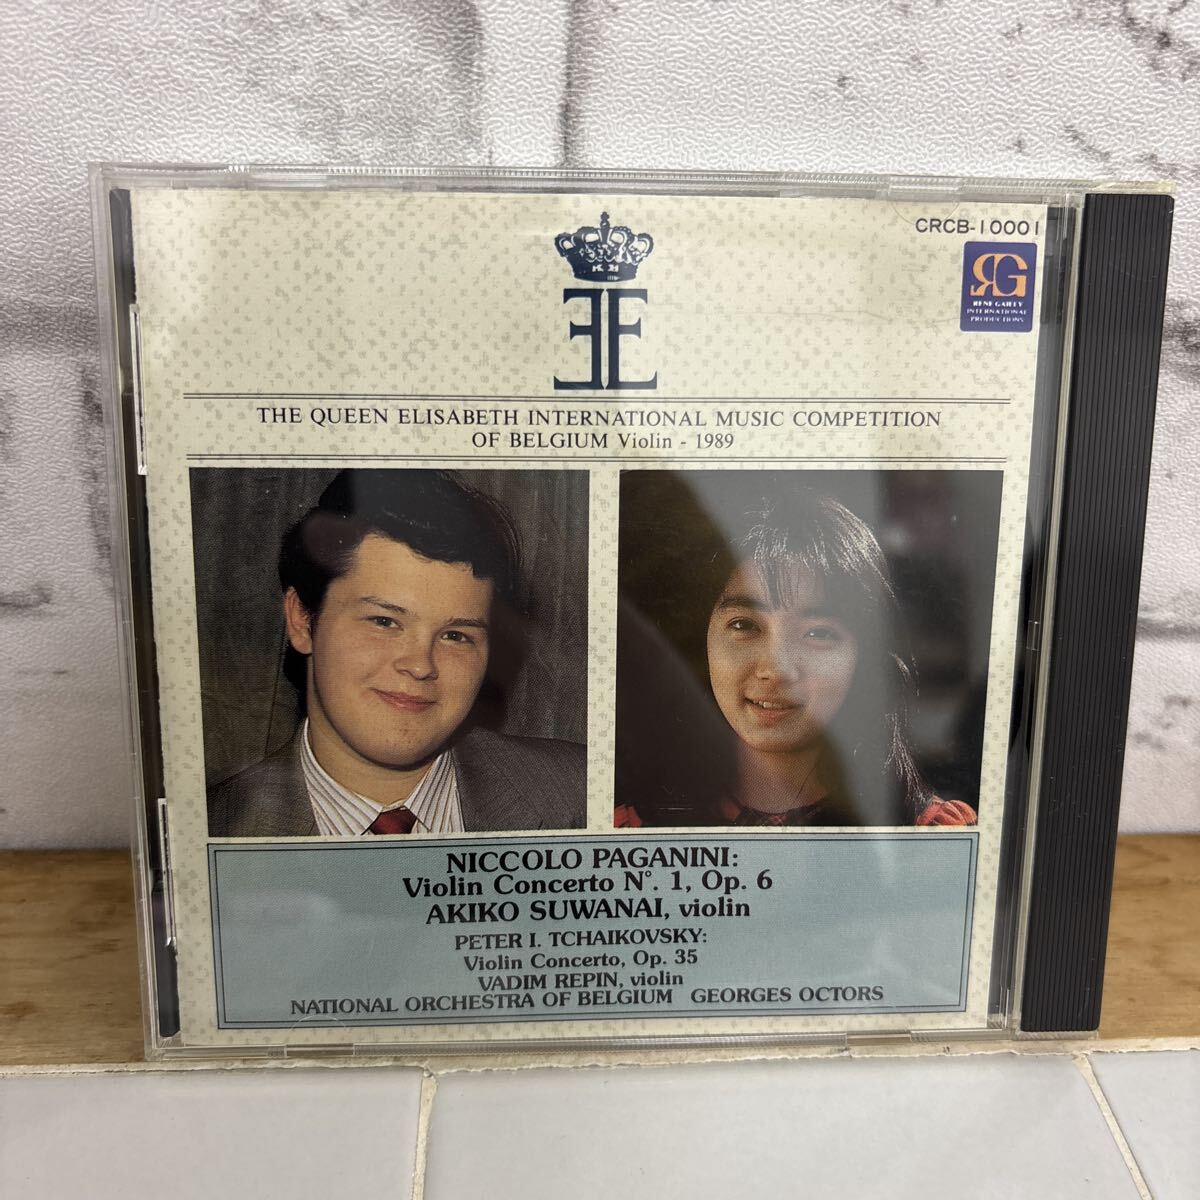 CRCB-10001
RG
RENE GAILLY
INTERNATIONAL
PRODUCTIONS
EE
THE QUEEN ELISABETH INTERNATIONAL MUSIC COMPETITION
OF BELGIUM Violin - 1989
NICCOLO PAGANINI:
Violin Concerto N°. 1, Op. 6
AKIKO SUWANAI, violin
PETER I. TCHAIKOVSKY:
Violin Concerto, Op. 35
VADIM REPIN, violin
NATIONAL ORCHESTRA OF BELGIUM GEORGES OCTORS